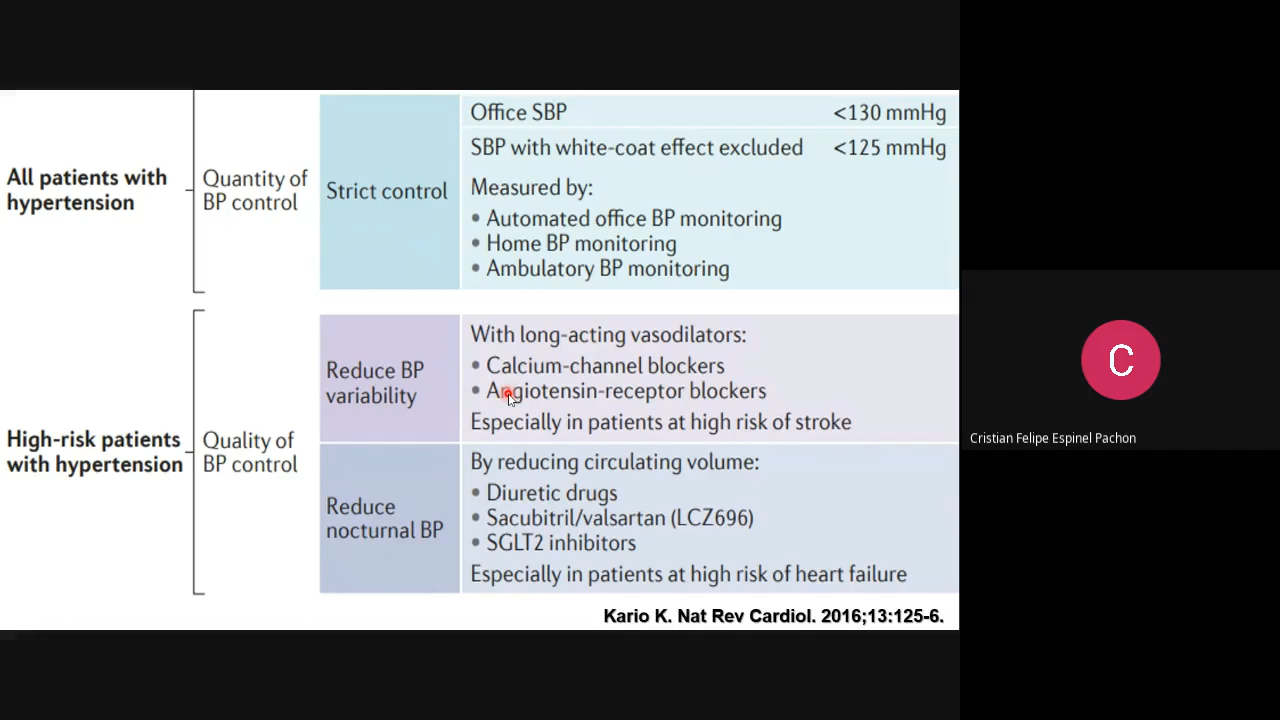 All patients with
hypertension
Quantity of
BP control
Strict control
Office SBP <130 mmHg
SBP with white-coat effect excluded <125 mmHg
Measured by:
• Automated office BP monitoring
• Home BP monitoring
• Ambulatory BP monitoring
High-risk patients
with hypertension
Quality of
BP control
Reduce BP
variability
With long-acting vasodilators:
• Calcium-channel blockers
• Angiotensin-receptor blockers
Especially in patients at high risk of stroke
Reduce
nocturnal BP
By reducing circulating volume:
• Diuretic drugs
• Sacubitril/valsartan (LCZ696)
• SGLT2 inhibitors
Especially in patients at high risk of heart failure
Kario K. Nat Rev Cardiol. 2016;13:125-6.
C
Cristian Felipe Espinel Pachon